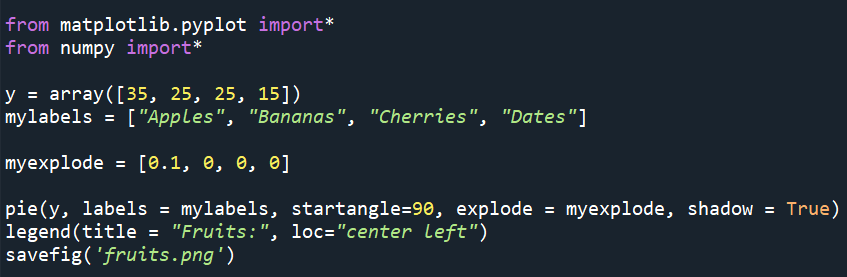 from matplotlib.pyplot import*
from numpy import*
y = array([35, 25, 25, 15])
mylabels = ["Apples", "Bananas", "Cherries", "Dates"]
myexplode = [0.1, 0, 0, 0]
pie(y, labels = mylabels, startangle=90, explode = myexplode, shadow = True)
legend(title = "Fruits:", loc="center left")
savefig('fruits.png')